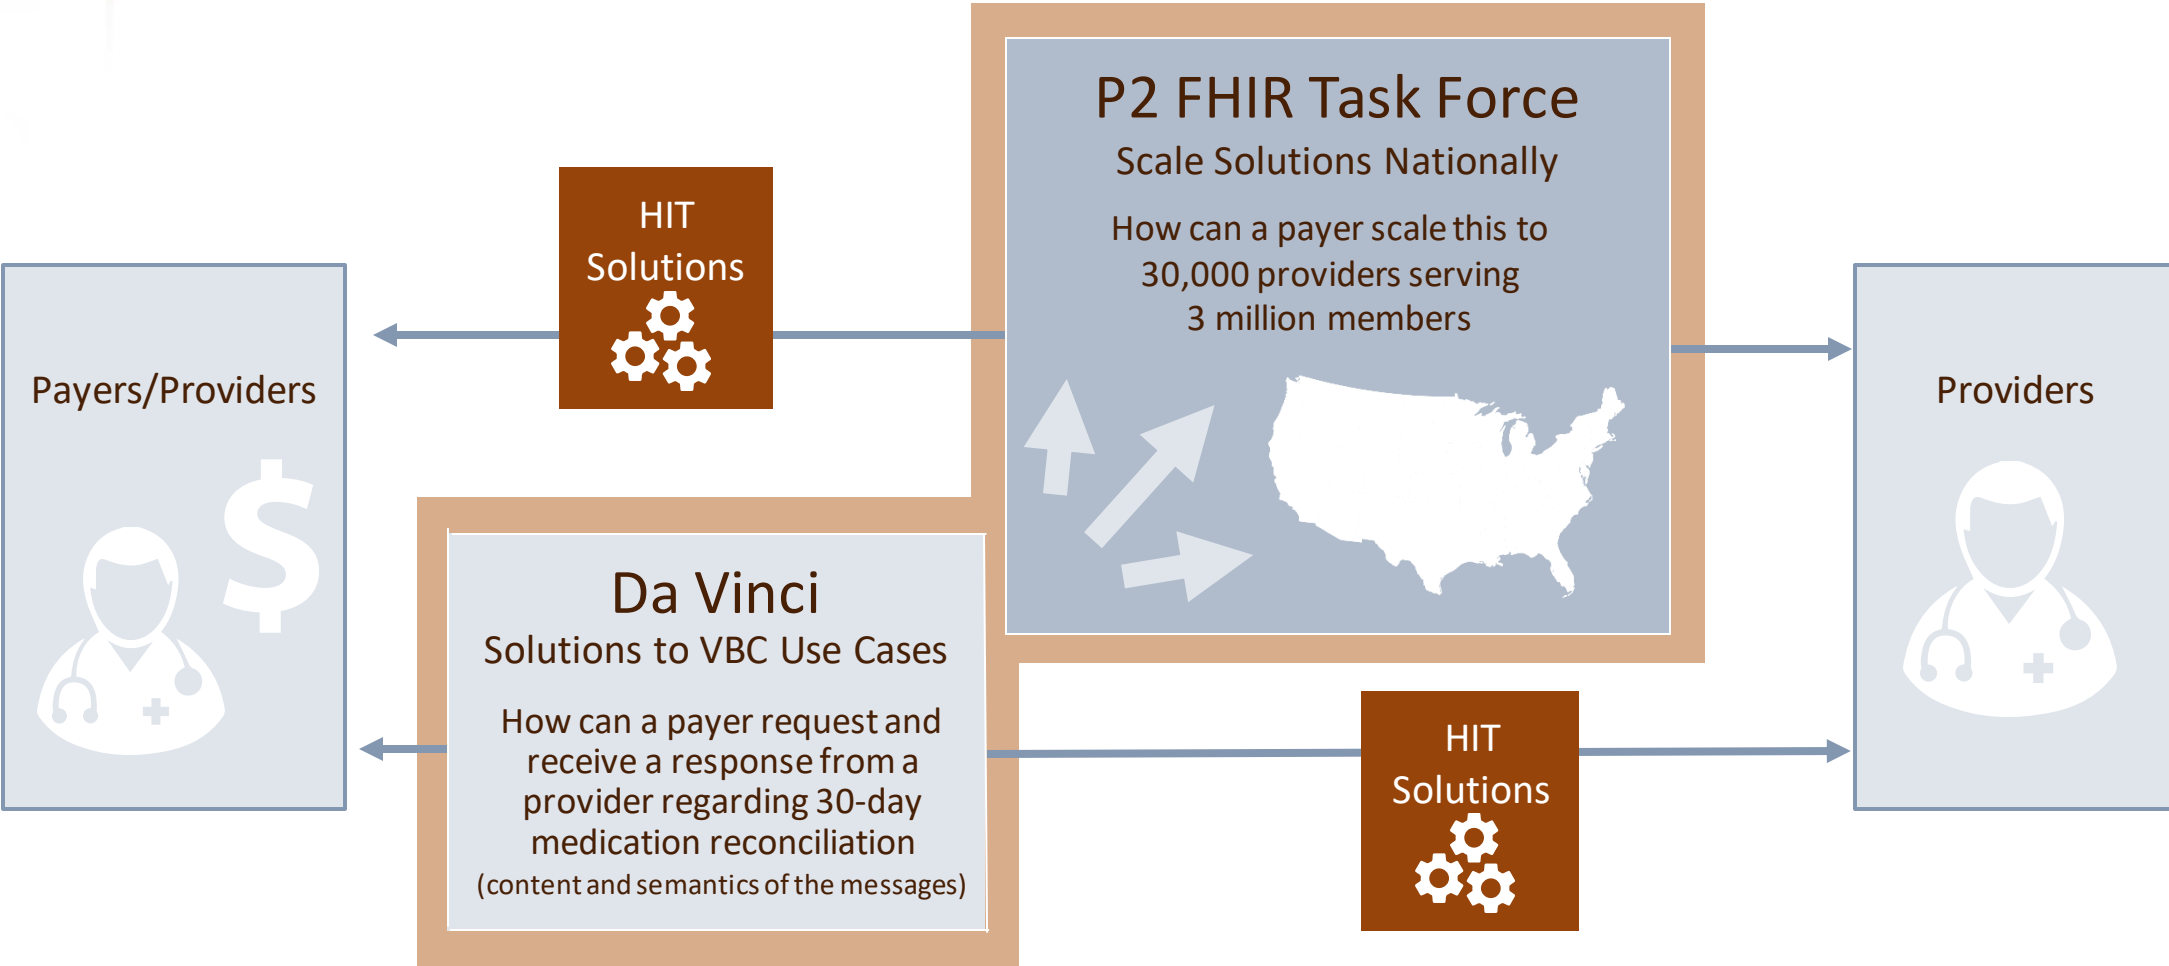 P2 FHIR Task Force
Scale Solutions Nationally
How can a payer scale this to
30,000 providers serving
3 million members
HIT
Solutions
Payers/Providers
$
Providers
Da Vinci
Solutions to VBC Use Cases
How can a payer request and
receive a response from a
provider regarding 30-day
medication reconciliation
(content and semantics of the messages)
HIT
Solutions